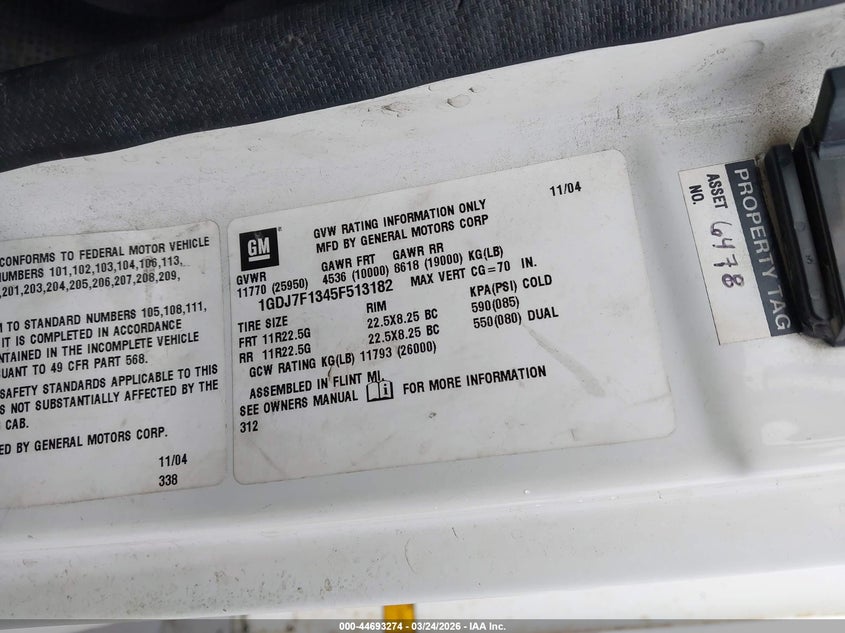 CONFORMS TO FEDERAL MOTOR VEHICLE
NUMBERS 101,102,103,104,106,113,
201,203,204,205,206,207,208,209,
M TO STANDARD NUMBERS 105,108,111,
IT IS COMPLETED IN ACCORDANCE
NTAINED IN THE INCOMPLETE VEHICLE
SUANT TO 49 CFR PART 568.
SAFETY STANDARDS APPLICABLE TO THIS
S NOT SUBSTANTIALLY AFFECTED BY THE
CAB.
ED BY GENERAL MOTORS CORP.
11/04
338
GM
GVW RATING INFORMATION ONLY
MFD BY GENERAL MOTORS CORP
11/04
GVWR GAWR FRT GAWR RR
11770 (25950) 4536 (10000) 8618 (19000) KG(LB)
1GDJ7F1345F513182 MAX VERT CG=70 IN.
TIRE SIZE RIM KPA(PSI) COLD
FRT 11R22.5G 22.5X8.25 BC 590(085)
RR 11R22.5G 22.5X8.25 BC 550(080) DUAL
GCW RATING KG(LB) 11793 (26000)
ASSEMBLED IN FLINT MI.
SEE OWNERS MANUAL i FOR MORE INFORMATION
312
PROPERTY TAG
ASSET NO. 6478
000-44693274 - 03/24/2026 - IAA Inc.